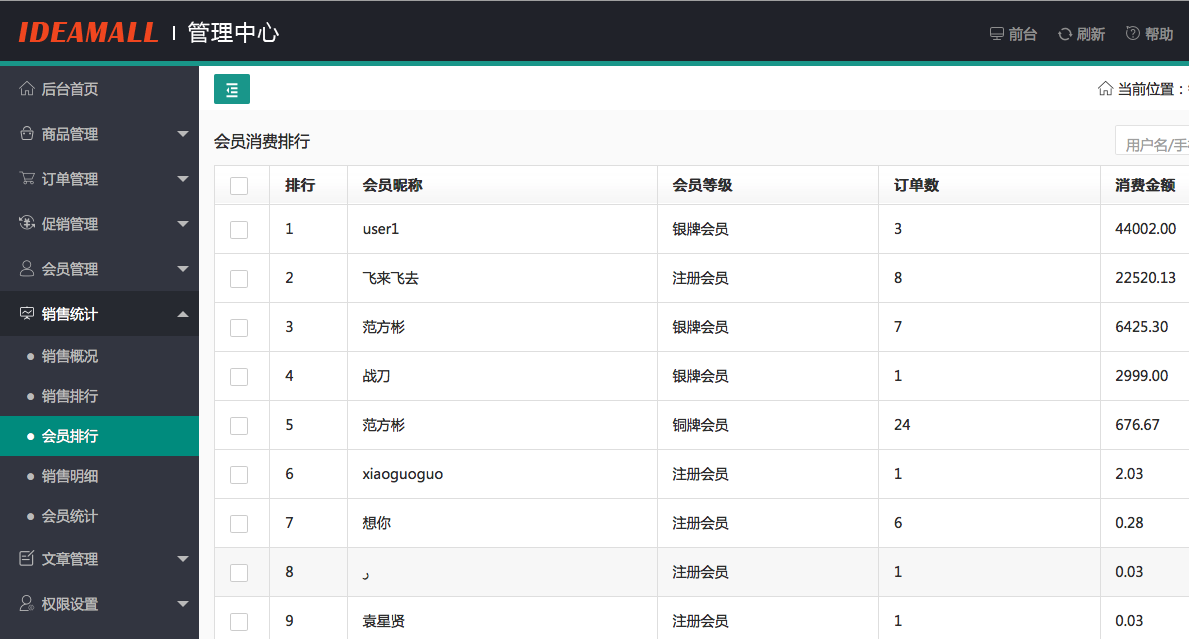 IDEAMALL 管理中心
前台 刷新 帮助
后台首页
商品管理
订单管理
促销管理
会员管理
销售统计
销售概况
销售排行
会员排行
销售明细
会员统计
文章管理
权限设置
当前位置：
会员消费排行
用户名/手
排行 会员昵称 会员等级 订单数 消费金额
1 user1 银牌会员 3 44002.00
2 飞来飞去 注册会员 8 22520.13
3 范方彬 银牌会员 7 6425.30
4 战刀 银牌会员 1 2999.00
5 范方彬 铜牌会员 24 676.67
6 xiaoguoguo 注册会员 1 2.03
7 想你 注册会员 6 0.28
8 ر 注册会员 1 0.03
9 袁星贤 注册会员 1 0.03